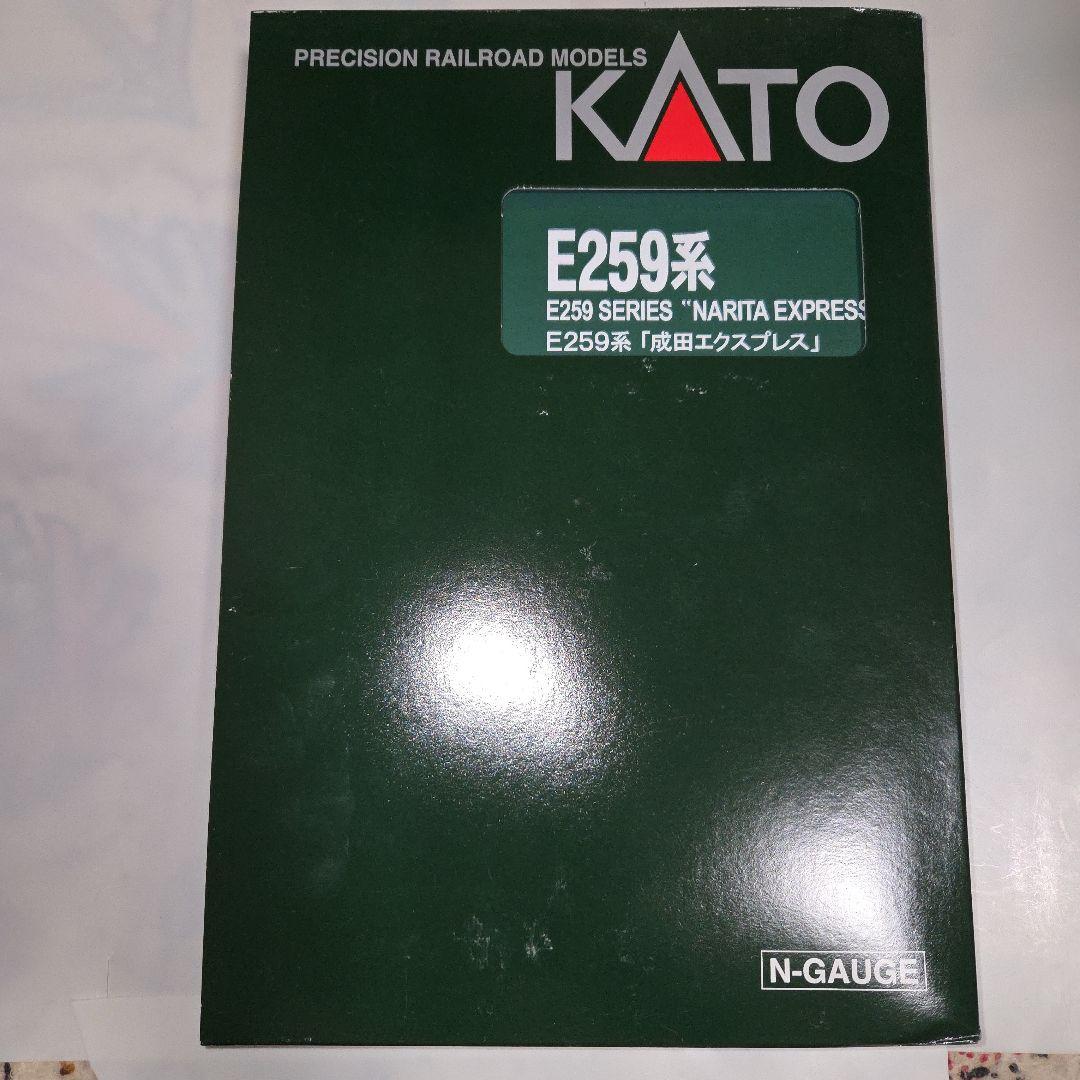 PRECISION RAILROAD MODELS
KATO
E259系
E259 SERIES “NARITA EXPRESS
E259系「成田エクスプレス」
N-GAUGE